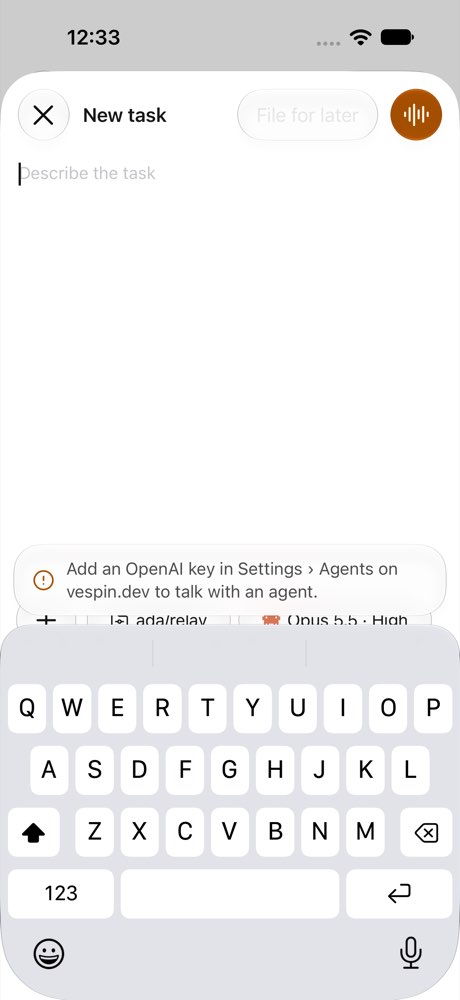 12:33
New task
File for later
Describe the task
Add an OpenAI key in Settings › Agents on
vespin.dev to talk with an agent.
ada/relay
Opus 5.5 · High
Q W E R T Y U I O P
A S D F G H J K L
Z X C V B N M
123